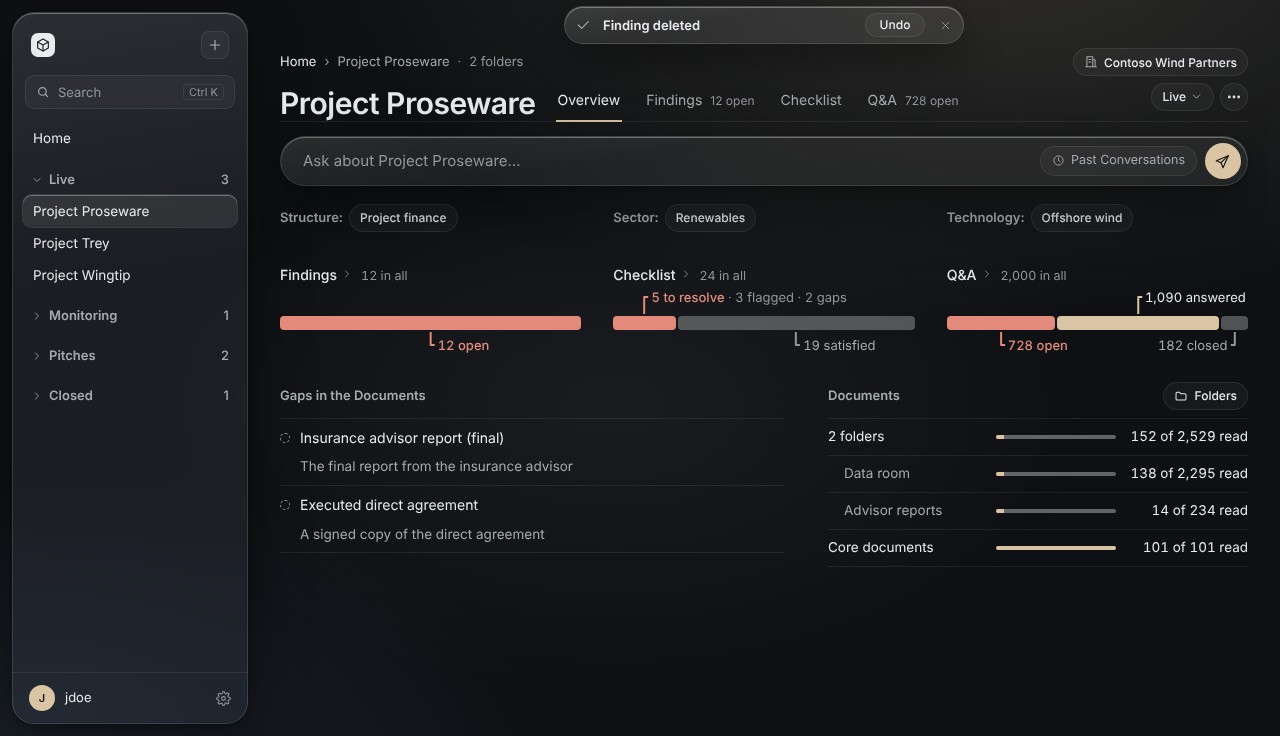 Finding deleted
Undo
Home › Project Proseware · 2 folders
Contoso Wind Partners
Search Ctrl K
Project Proseware
Overview
Findings 12 open
Checklist
Q&A 728 open
Live
Home
Ask about Project Proseware...
Past Conversations
Live 3
Project Proseware
Project Trey
Project Wingtip
Monitoring 1
Pitches 2
Closed 1
Structure: Project finance
Sector: Renewables
Technology: Offshore wind
Findings 12 in all
12 open
Checklist 24 in all
5 to resolve · 3 flagged · 2 gaps
19 satisfied
Q&A 2,000 in all
1,090 answered
728 open
182 closed
Gaps in the Documents
Insurance advisor report (final)
The final report from the insurance advisor
Executed direct agreement
A signed copy of the direct agreement
Documents
Folders
2 folders 152 of 2,529 read
Data room 138 of 2,295 read
Advisor reports 14 of 234 read
Core documents 101 of 101 read
J jdoe